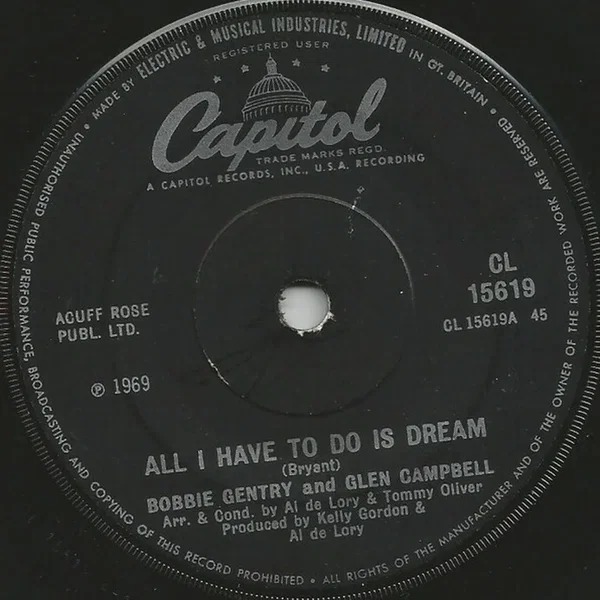 MADE BY ELECTRIC & MUSICAL INDUSTRIES, LIMITED IN GT. BRITAIN • ALL RIGHTS OF THE MANUFACTURER AND OF THE OWNER OF THE RECORDED WORK ARE RESERVED •
UNAUTHORISED PUBLIC PERFORMANCE, BROADCASTING AND COPYING OF THIS RECORD PROHIBITED •
REGISTERED USER
Capitol
TRADE MARKS REGD.
A CAPITOL RECORDS, INC., U.S.A. RECORDING
CL
15619
CL 15619A 45
ACUFF ROSE
PUBL. LTD.
℗ 1969
ALL I HAVE TO DO IS DREAM
(Bryant)
BOBBIE GENTRY and GLEN CAMPBELL
Arr. & Cond. by Al de Lory & Tommy Oliver
Produced by Kelly Gordon &
Al de Lory